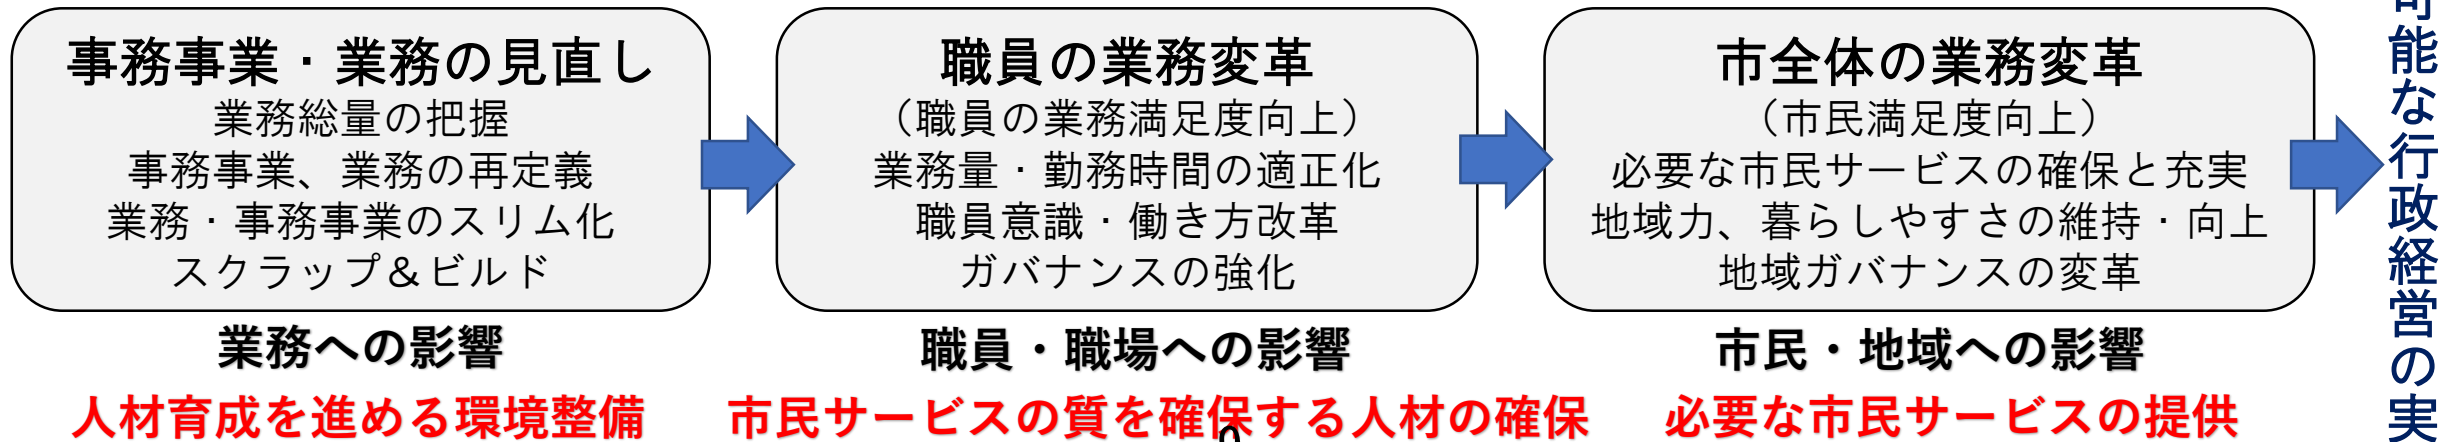 事務事業・業務の見直し
業務総量の把握
事務事業、業務の再定義
業務・事務事業のスリム化
スクラップ＆ビルド
業務への影響
人材育成を進める環境整備
職員の業務変革
（職員の業務満足度向上）
業務量・勤務時間の適正化
職員意識・働き方改革
ガバナンスの強化
職員・職場への影響
市民サービスの質を確保する人材の確保
市全体の業務変革
（市民満足度向上）
必要な市民サービスの確保と充実
地域力、暮らしやすさの維持・向上
地域ガバナンスの変革
市民・地域への影響
必要な市民サービスの提供
可能な行政経営の実